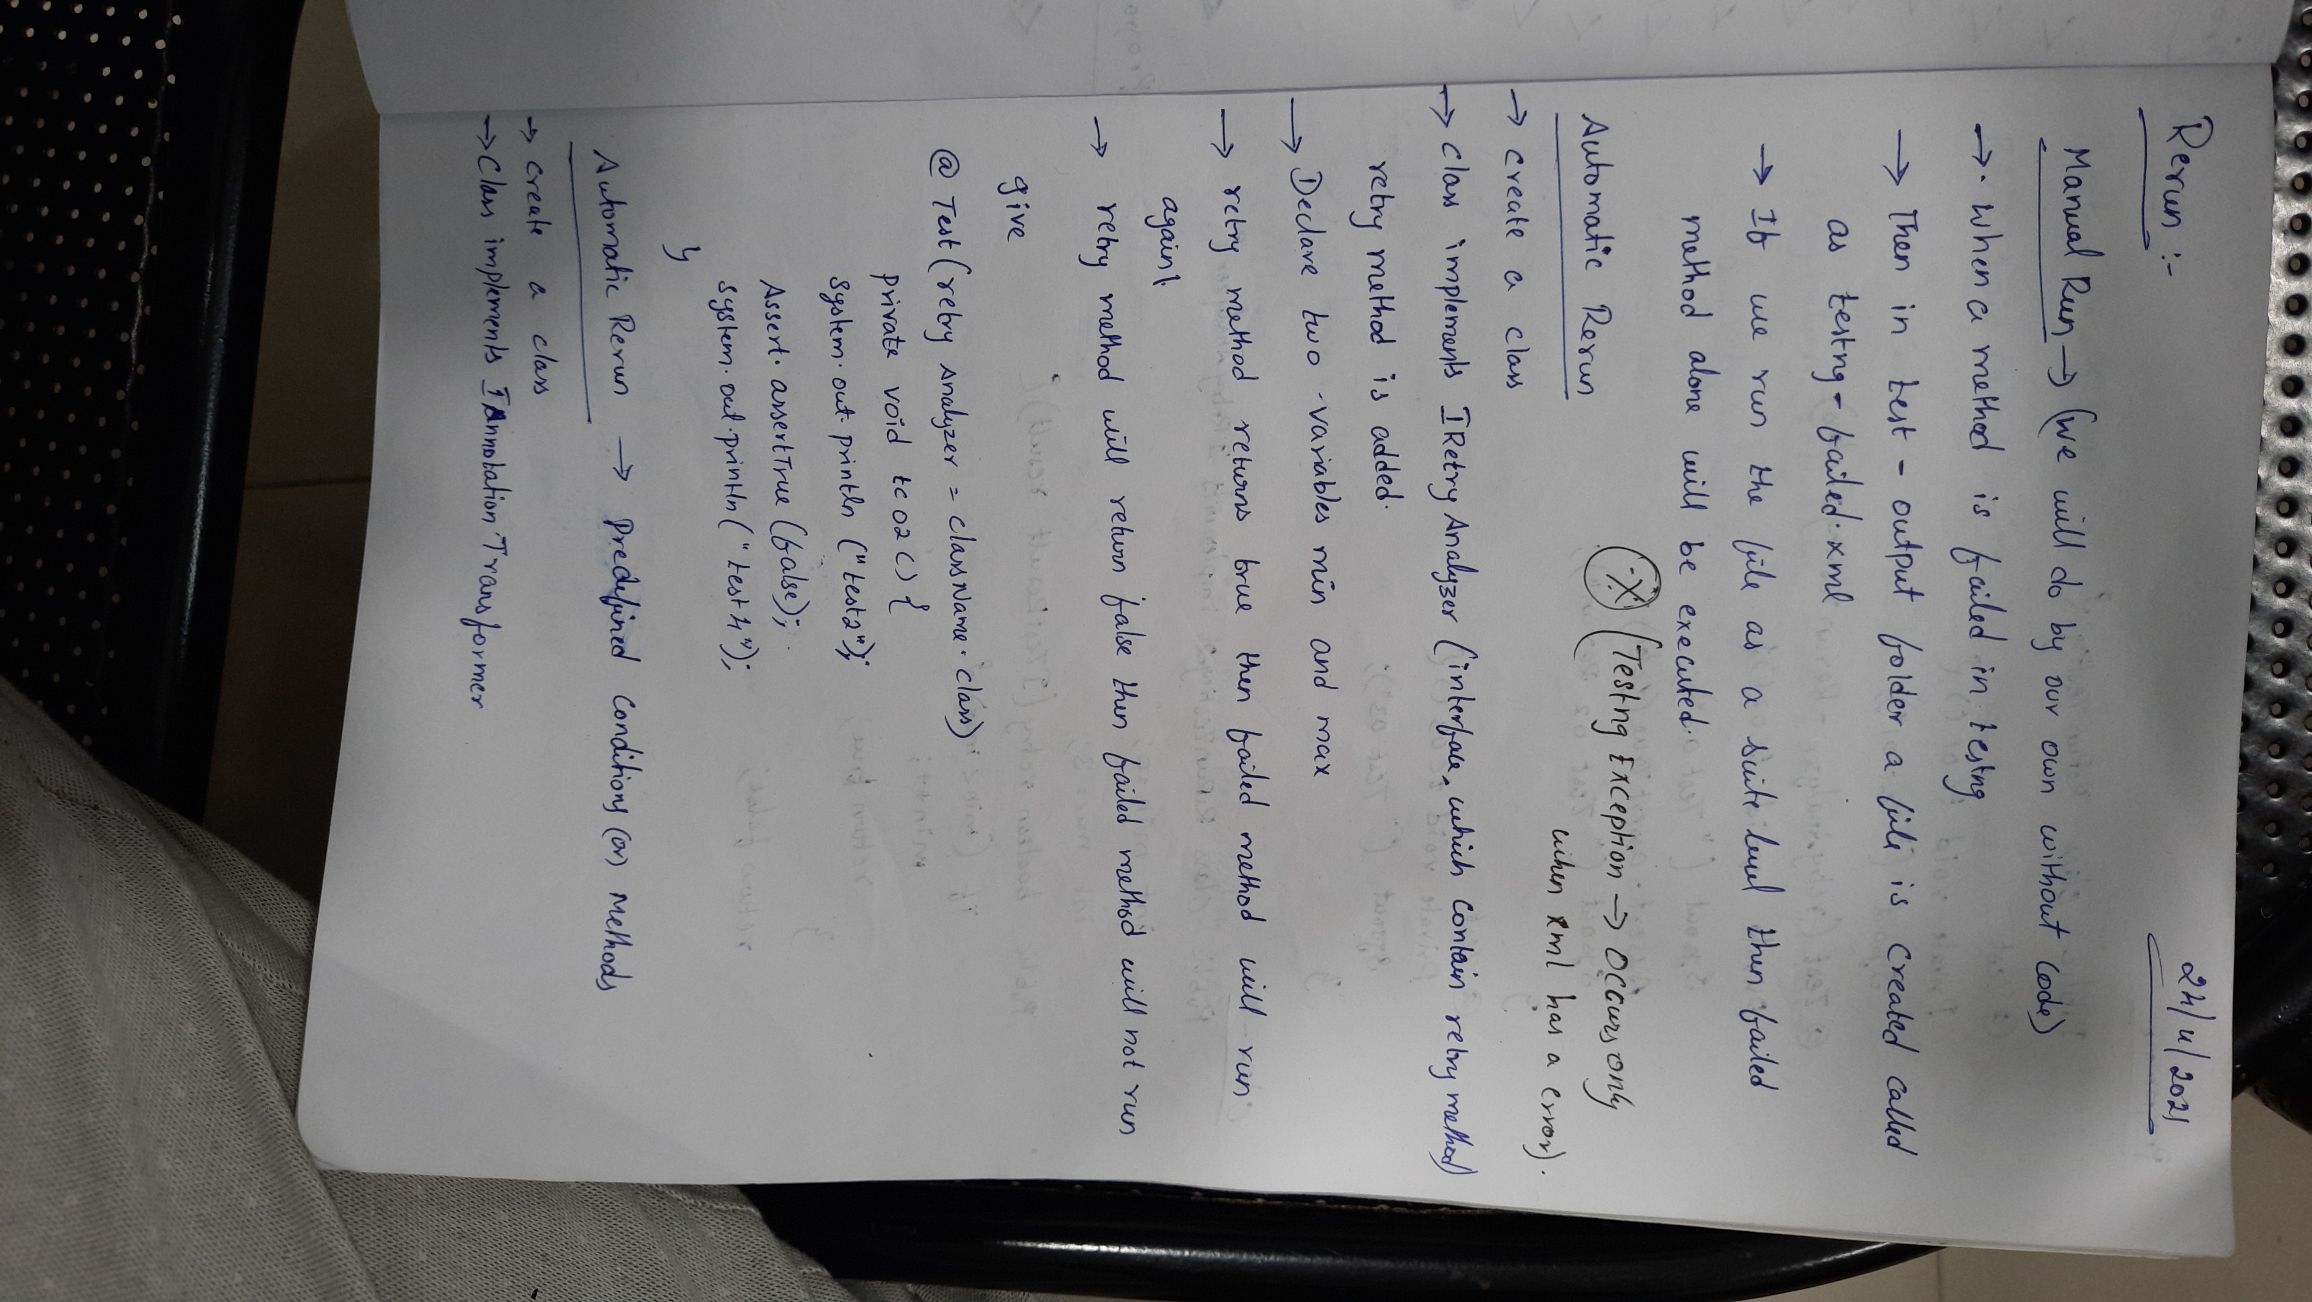 24/4/2021
Rerun :-
Manual Run → (we will do by our own without code)
→ When a method is failed in testng
→ Then in test - output folder a file is created called
as testng - failed.xml
→ If we run the file as a suite level then failed
method alone will be executed.
(Testng Exception → occurs only
when xml has a error).
Automatic Rerun
→ create a class
→ class implements IRetry Analyzer (interface, which contain retry method)
retry method is added.
→ Declare two variables min and max
→ retry method returns true then failed method will run
again.
→ retry method will return false then failed method will not run
give
@ Test (retry Analyzer = classname.class)
private void tc02 () {
System.out.println ("test2");
Assert.assertTrue (false);
System.out.println ("test4");
}
Automatic Rerun → Predefined conditions (or) methods
→ create a class
→ Class implements IAnnotation Transformer